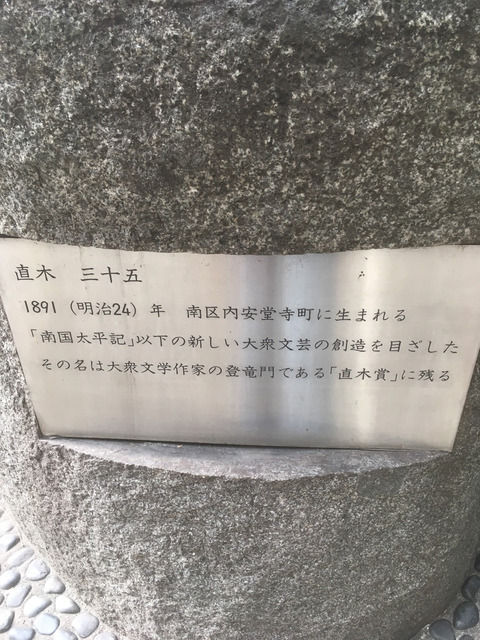 直木 三十五
1891（明治24）年 南区内安堂寺町に生まれる
「南国太平記」以下の新しい大衆文芸の創造を目ざした
その名は大衆文学作家の登竜門である「直木賞」に残る